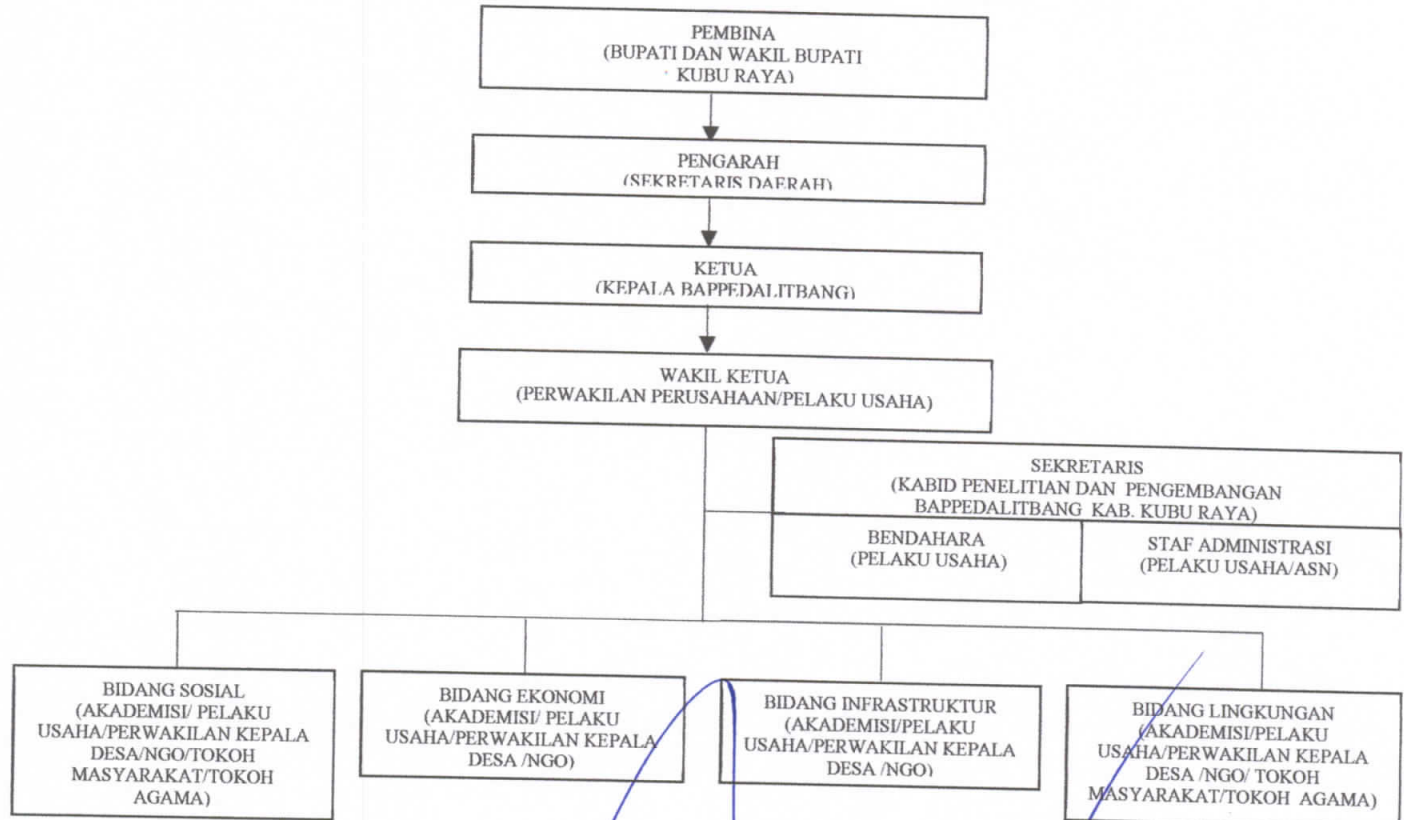 PEMBINA
(BUPATI DAN WAKIL BUPATI
KUBU RAYA)
PENGARAH
(SEKRETARIS DAERAH)
KETUA
(KEPALA BAPPEDALITBANG)
WAKIL KETUA
(PERWAKILAN PERUSAHAAN/PELAKU USAHA)
SEKRETARIS
(KABID PENELITIAN DAN PENGEMBANGAN
BAPPEDALITBANG KAB. KUBU RAYA)
BENDAHARA
(PELAKU USAHA)
STAF ADMINISTRASI
(PELAKU USAHA/ASN)
BIDANG SOSIAL
(AKADEMISI/ PELAKU
USAHA/PERWAKILAN KEPALA
DESA/NGO/TOKOH
MASYARAKAT/TOKOH
AGAMA)
BIDANG EKONOMI
(AKADEMISI/ PELAKU
USAHA/PERWAKILAN KEPALA
DESA /NGO)
BIDANG INFRASTRUKTUR
(AKADEMISI/PELAKU
USAHA/PERWAKILAN KEPALA
DESA /NGO)
BIDANG LINGKUNGAN
(AKADEMISI/PELAKU
USAHA/PERWAKILAN KEPALA
DESA /NGO/ TOKOH
MASYARAKAT/TOKOH AGAMA)